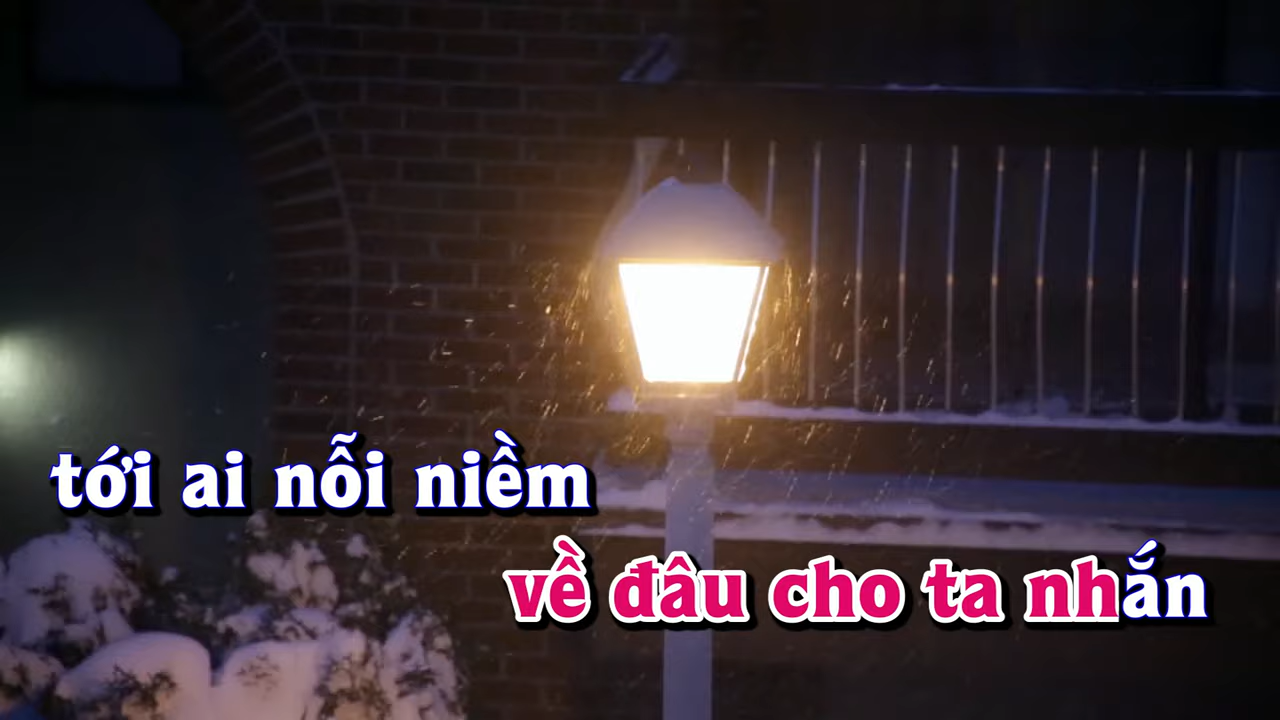 tới ai nỗi niềm
về đâu cho ta nhắn